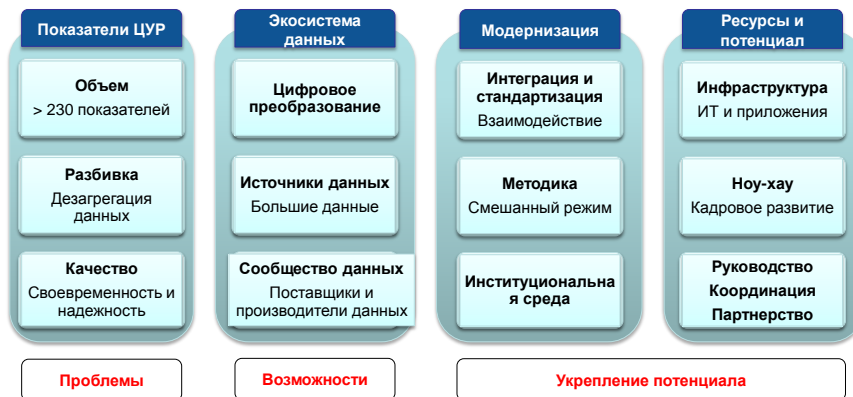 Показатели ЦУР
Объем
> 230 показателей
Разбивка
Дезагрегация
данных
Качество
Своевременность и
надежность
Проблемы
Экосистема
данных
Цифровое
преобразование
Источники данных
Большие данные
Сообщество данных
Поставщики и
производители данных
Возможности
Модернизация
Интеграция и
стандартизация
Взаимодействие
Методика
Смешанный режим
Институциональна
я среда
Ресурсы и
потенциал
Инфраструктура
ИТ и приложения
Ноу-хау
Кадровое развитие
Руководство
Координация
Партнерство
Укрепление потенциала